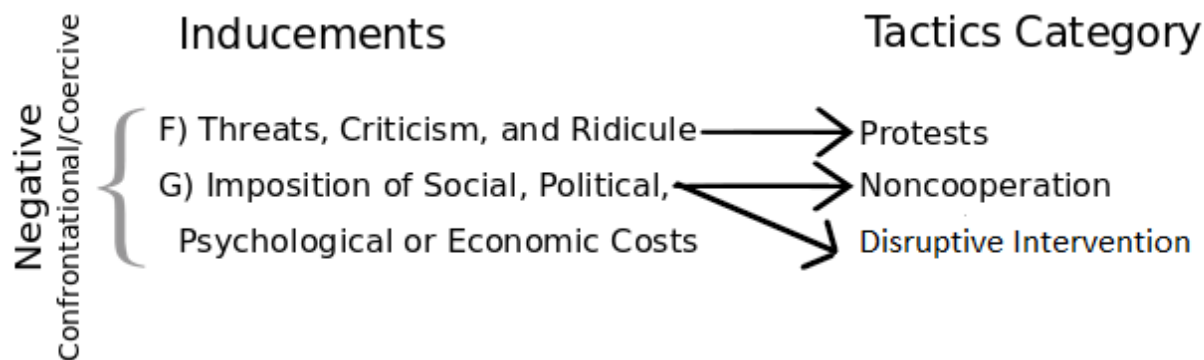 Inducements
Tactics Category
Negative
Confrontational/Coercive
F) Threats, Criticism, and Ridicule
Protests
G) Imposition of Social, Political,
Psychological or Economic Costs
Noncooperation
Disruptive Intervention